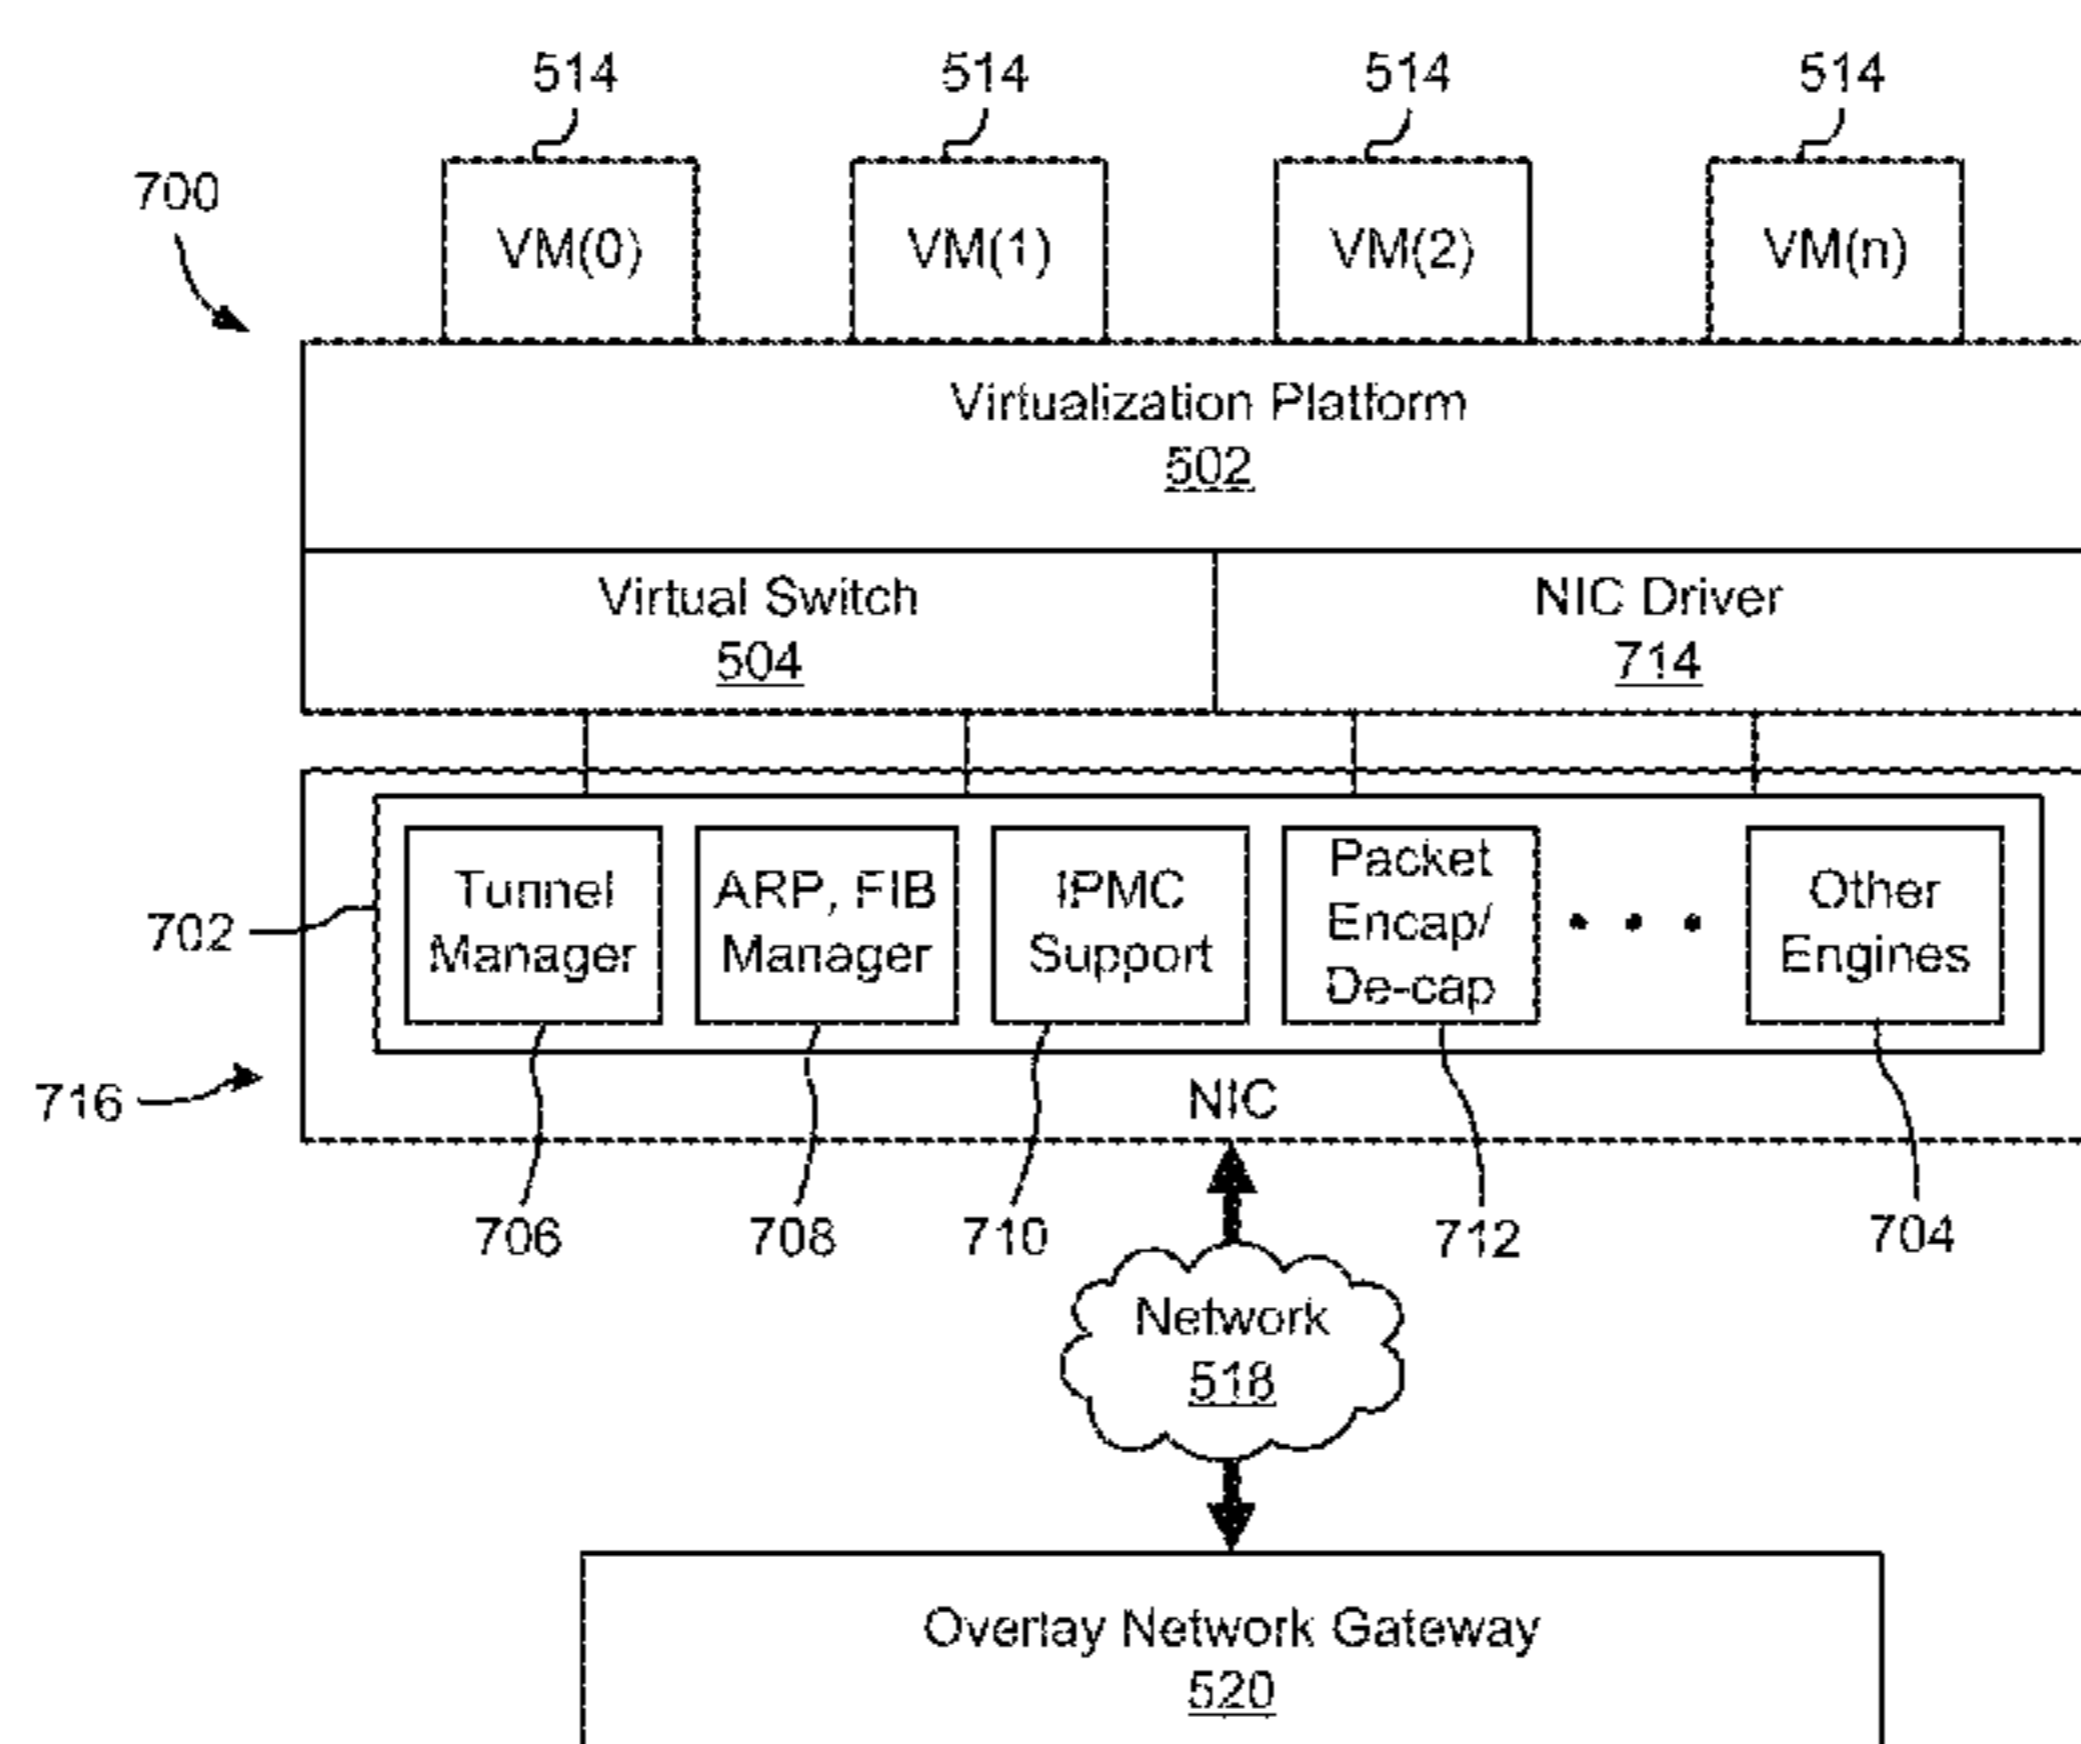 514
514
514
514
700
VM(0)
VM(1)
VM(2)
VM(n)
Virtualization Platform
502
Virtual Switch
504
NIC Driver
714
702
Tunnel
Manager
ARP, FIB
Manager
IPMC
Support
Packet
Encap/
De-cap
• • •
Other
Engines
716
NIC
706
708
710
712
704
Network
518
Overlay Network Gateway
520